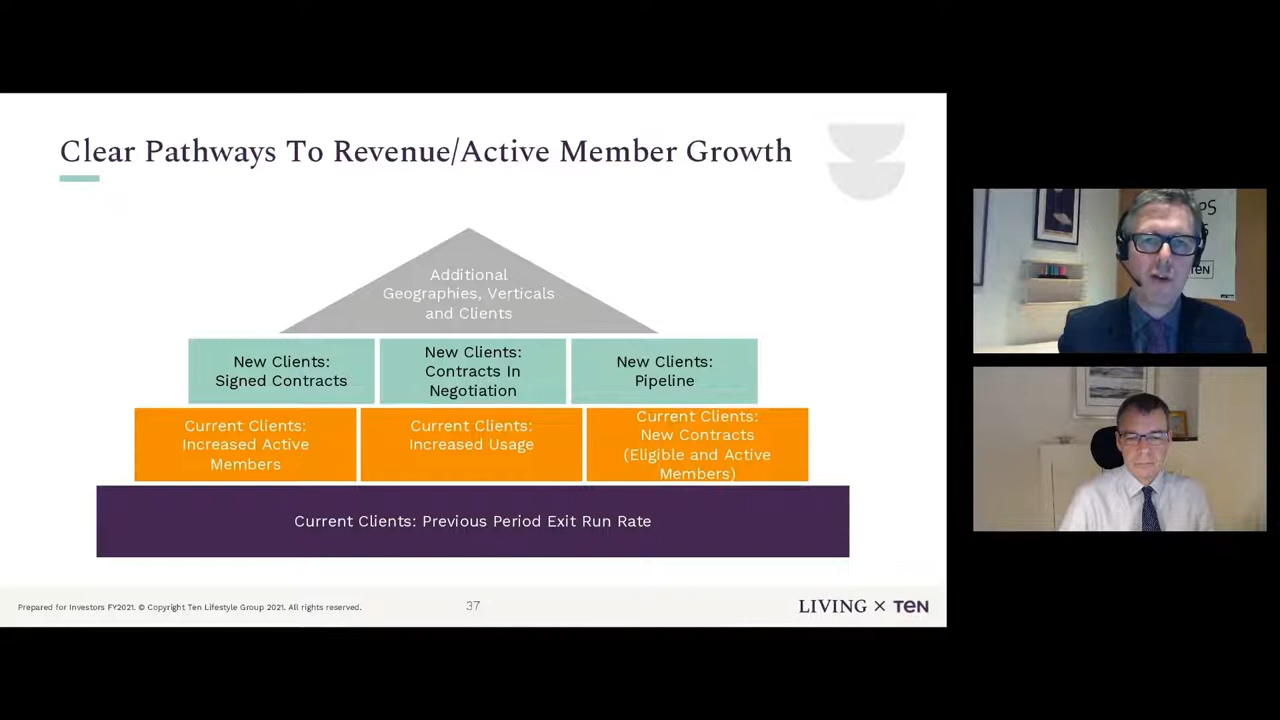 Clear Pathways To Revenue/Active Member Growth
Additional
Geographies, Verticals
and Clients
New Clients:
Signed Contracts
New Clients:
Contracts In
Negotiation
New Clients:
Pipeline
Current Clients:
Increased Active
Members
Current Clients:
Increased Usage
Current Clients:
New Contracts
(Eligible and Active
Members)
Current Clients: Previous Period Exit Run Rate
Prepared for Investors FY2021. © Copyright Ten Lifestyle Group 2021. All rights reserved.
37
LIVING × TEN
TEN